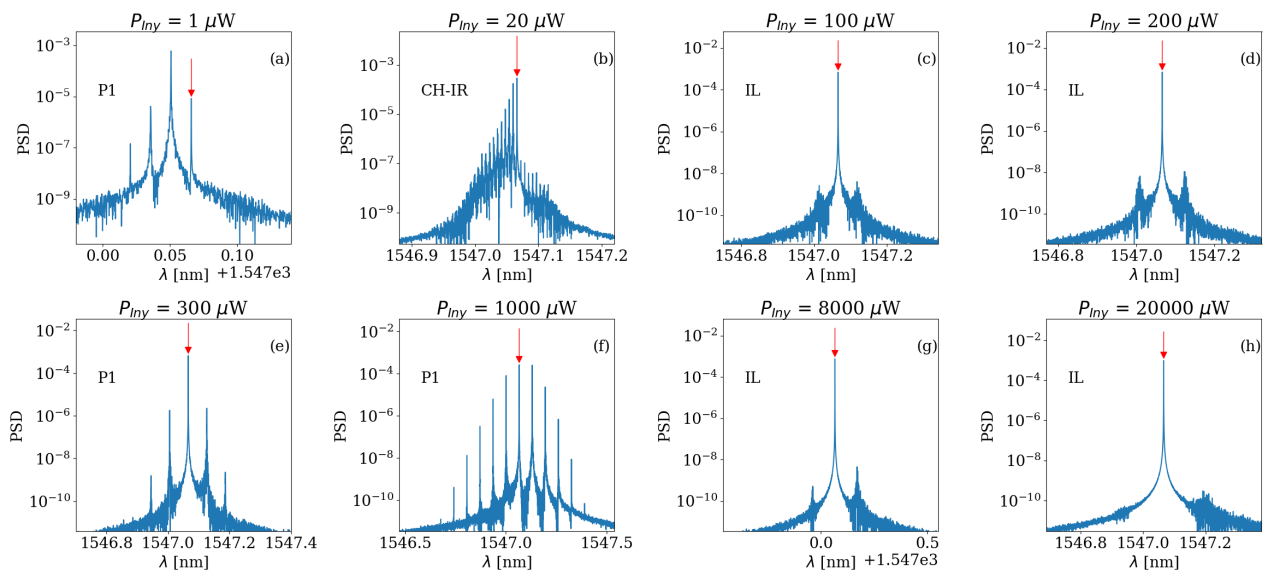 P_Iny = 1 μW
P_Iny = 20 μW
P_Iny = 100 μW
P_Iny = 200 μW
10⁻³
10⁻⁵
10⁻⁷
10⁻⁹
PSD
P1
(a)
0.00
0.05
0.10
λ [nm]
+1.547e3
10⁻³
10⁻⁵
10⁻⁷
10⁻⁹
PSD
CH-IR
(b)
1546.9
1547.0
1547.1
1547.2
λ [nm]
10⁻²
10⁻⁴
10⁻⁶
10⁻⁸
10⁻¹⁰
PSD
IL
(c)
1546.8
1547.0
1547.2
λ [nm]
10⁻²
10⁻⁴
10⁻⁶
10⁻⁸
10⁻¹⁰
PSD
IL
(d)
1546.8
1547.0
1547.2
λ [nm]
P_Iny = 300 μW
P_Iny = 1000 μW
P_Iny = 8000 μW
P_Iny = 20000 μW
10⁻²
10⁻⁴
10⁻⁶
10⁻⁸
10⁻¹⁰
PSD
P1
(e)
1546.8
1547.0
1547.2
1547.4
λ [nm]
10⁻²
10⁻⁴
10⁻⁶
10⁻⁸
10⁻¹⁰
PSD
P1
(f)
1546.5
1547.0
1547.5
λ [nm]
10⁻²
10⁻⁴
10⁻⁶
10⁻⁸
10⁻¹⁰
PSD
IL
(g)
0.0
0.5
λ [nm]
+1.547e3
10⁻²
10⁻⁴
10⁻⁶
10⁻⁸
10⁻¹⁰
PSD
IL
(h)
1546.8
1547.0
1547.2
λ [nm]